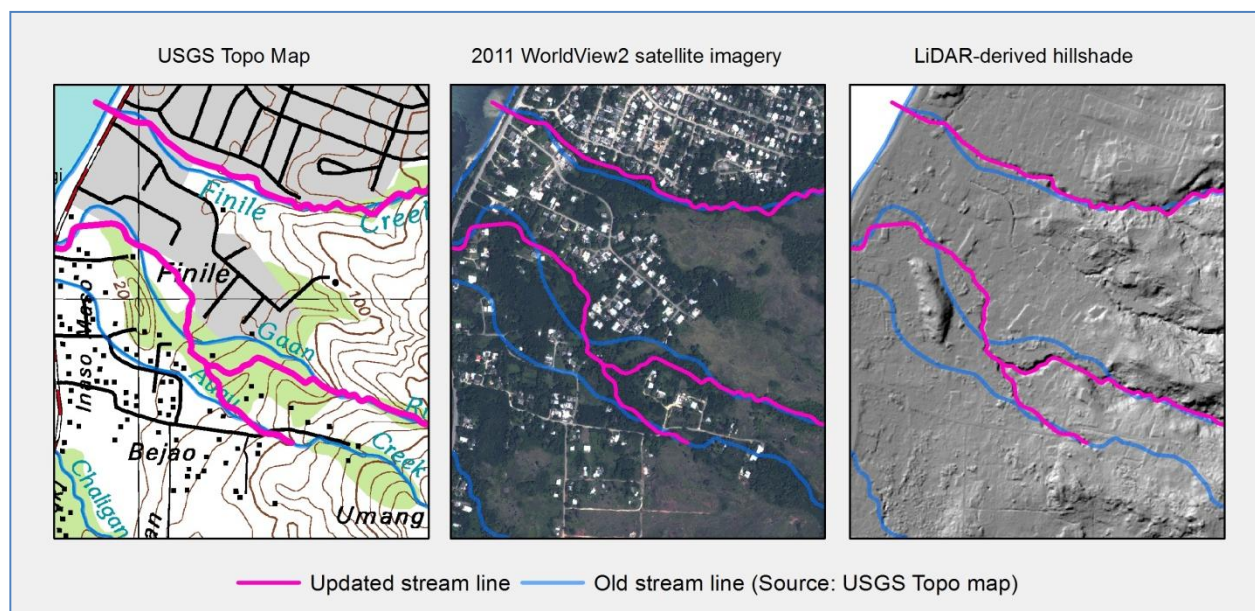 USGS Topo Map
2011 WorldView2 satellite imagery
LiDAR-derived hillshade
Finile
Creek
Finile
20
100
Maso
Inaso
Gaan
Augu
Bejao
Creek
Chaligan
Umang
Updated stream line
Old stream line (Source: USGS Topo map)